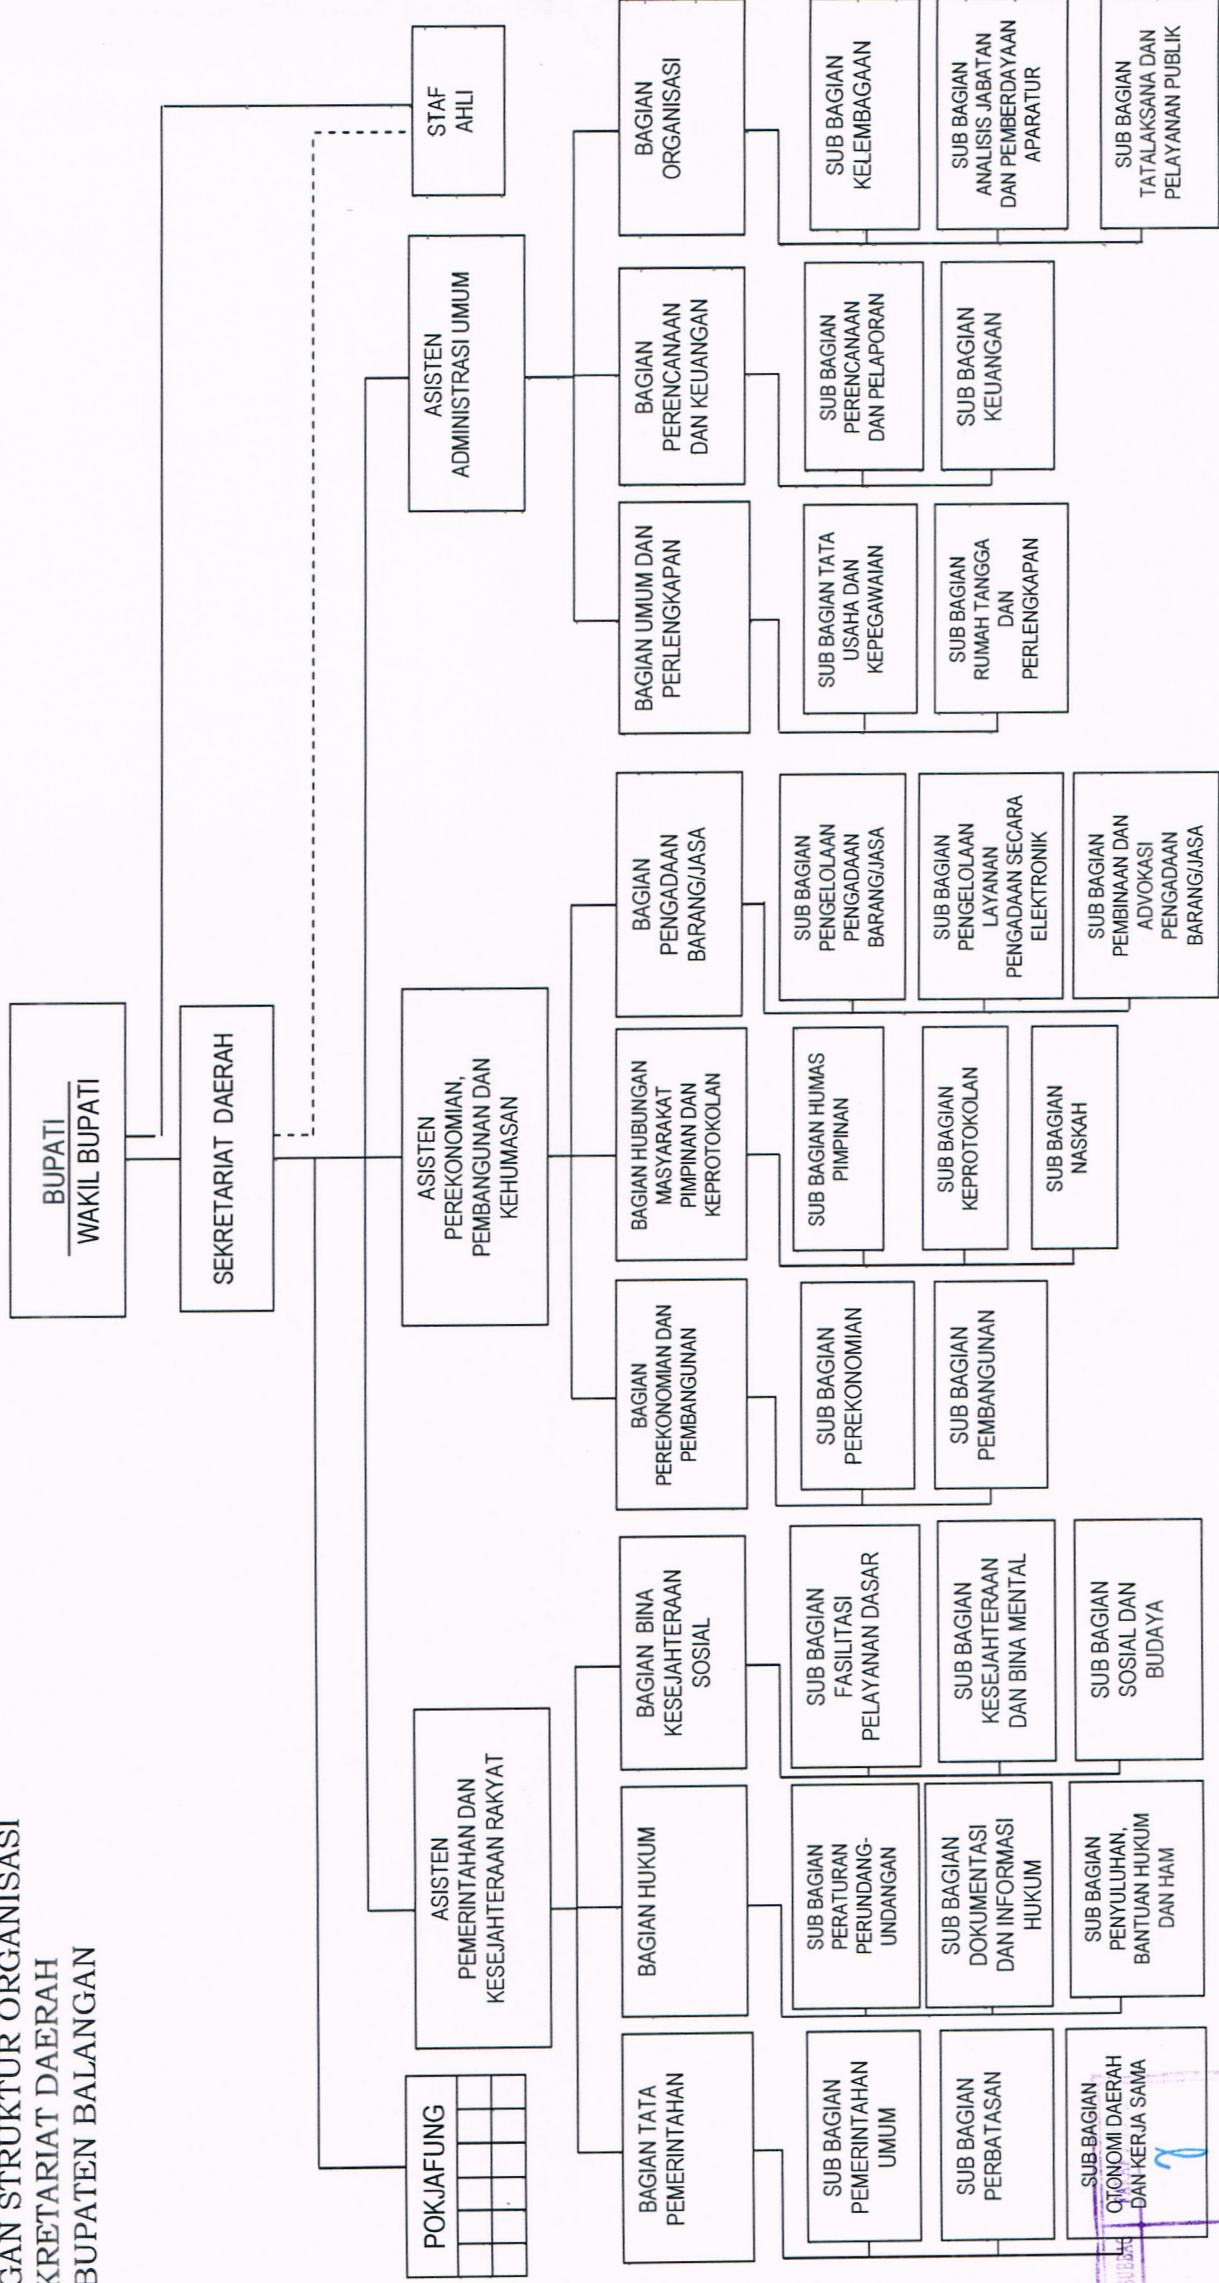 GAN STRUKTUR ORGANISASI
KRETARIAT DAERAH
BUPATEN BALANGAN
BUPATI
WAKIL BUPATI
SEKRETARIAT DAERAH
STAF
AHLI
POKJAFUNG
ASISTEN
PEMERINTAHAN DAN
KESEJAHTERAAN RAKYAT
ASISTEN
PEREKONOMIAN,
PEMBANGUNAN DAN
KEHUMASAN
ASISTEN
ADMINISTRASI UMUM
BAGIAN TATA
PEMERINTAHAN
SUB BAGIAN
PEMERINTAHAN
UMUM
SUB BAGIAN
PERBATASAN
SUB BAGIAN
OTONOMI DAERAH
DAN KERJA SAMA
BAGIAN HUKUM
SUB BAGIAN
PERATURAN
PERUNDANG-
UNDANGAN
SUB BAGIAN
DOKUMENTASI
DAN INFORMASI
HUKUM
SUB BAGIAN
PENYULUHAN,
BANTUAN HUKUM
DAN HAM
BAGIAN BINA
KESEJAHTERAAN
SOSIAL
SUB BAGIAN
FASILITASI
PELAYANAN DASAR
SUB BAGIAN
KESEJAHTERAAN
DAN BINA MENTAL
SUB BAGIAN
SOSIAL DAN
BUDAYA
BAGIAN
PEREKONOMIAN DAN
PEMBANGUNAN
SUB BAGIAN
PEREKONOMIAN
SUB BAGIAN
PEMBANGUNAN
BAGIAN HUBUNGAN
MASYARAKAT
PIMPINAN DAN
KEPROTOKOLAN
SUB BAGIAN HUMAS
PIMPINAN
SUB BAGIAN
KEPROTOKOLAN
SUB BAGIAN
NASKAH
BAGIAN
PENGADAAN
BARANG/JASA
SUB BAGIAN
PENGELOLAAN
PENGADAAN
BARANG/JASA
SUB BAGIAN
PENGELOLAAN
LAYANAN
PENGADAAN SECARA
ELEKTRONIK
SUB BAGIAN
PEMBINAAN DAN
ADVOKASI
PENGADAAN
BARANG/JASA
BAGIAN UMUM DAN
PERLENGKAPAN
SUB BAGIAN TATA
USAHA DAN
KEPEGAWAIAN
SUB BAGIAN
RUMAH TANGGA
DAN
PERLENGKAPAN
BAGIAN
PERENCANAAN
DAN KEUANGAN
SUB BAGIAN
PERENCANAAN
DAN PELAPORAN
SUB BAGIAN
KEUANGAN
BAGIAN
ORGANISASI
SUB BAGIAN
KELEMBAGAAN
SUB BAGIAN
ANALISIS JABATAN
DAN PEMBERDAYAAN
APARATUR
SUB BAGIAN
TATALAKSANA DAN
PELAYANAN PUBLIK